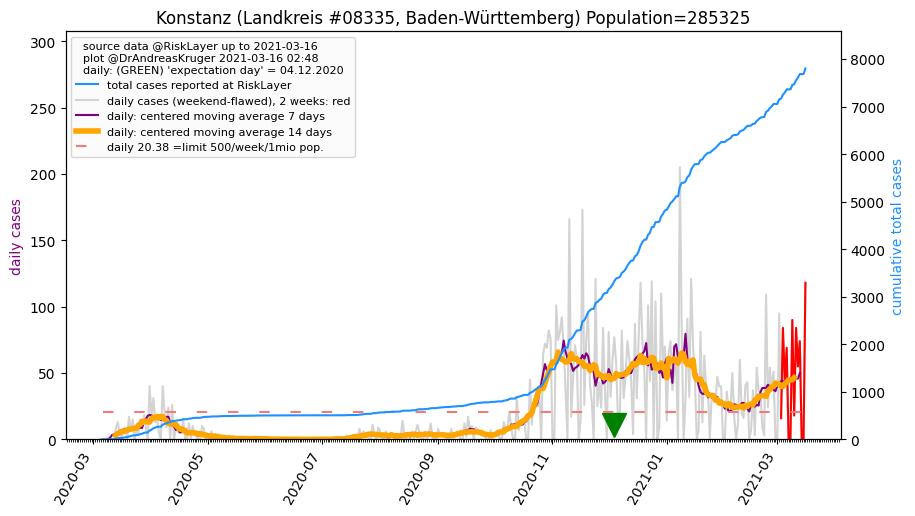 Konstanz (Landkreis #08335, Baden-Württemberg) Population=285325
source data @RiskLayer up to 2021-03-16
plot @DrAndreasKruger 2021-03-16 02:48
daily: (GREEN) 'expectation day' = 04.12.2020
total cases reported at RiskLayer
daily cases (weekend-flawed), 2 weeks: red
daily: centered moving average 7 days
daily: centered moving average 14 days
daily 20.38 =limit 500/week/1mio pop.
daily cases
300
250
200
150
100
50
0
cumulative total cases
8000
7000
6000
5000
4000
3000
2000
1000
0
2020-03
2020-05
2020-07
2020-09
2020-11
2021-01
2021-03